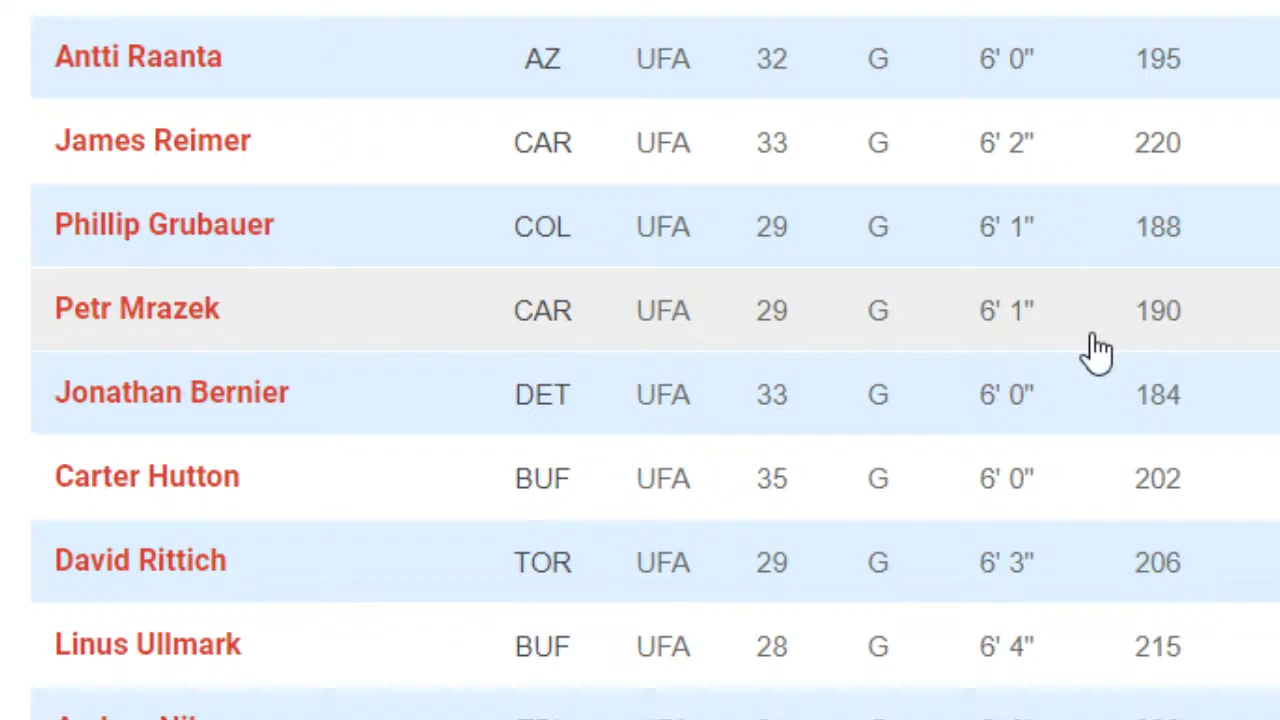 Antti Raanta AZ UFA 32 G 6' 0" 195
James Reimer CAR UFA 33 G 6' 2" 220
Phillip Grubauer COL UFA 29 G 6' 1" 188
Petr Mrazek CAR UFA 29 G 6' 1" 190
Jonathan Bernier DET UFA 33 G 6' 0" 184
Carter Hutton BUF UFA 35 G 6' 0" 202
David Rittich TOR UFA 29 G 6' 3" 206
Linus Ullmark BUF UFA 28 G 6' 4" 215